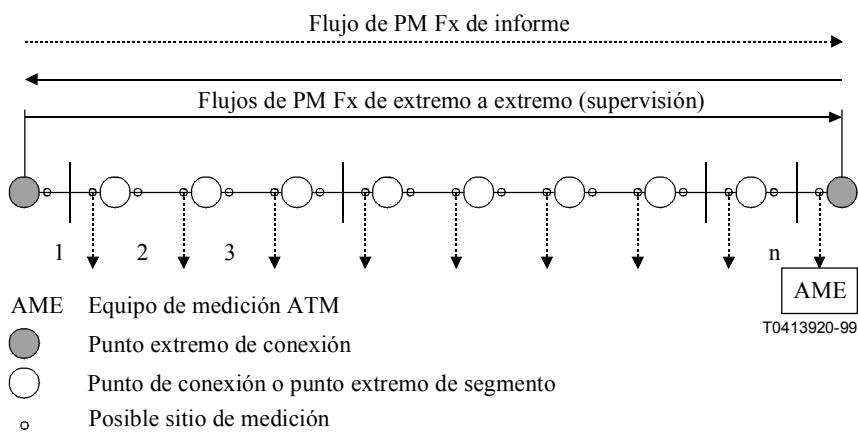 Flujo de PM Fx de informe
Flujos de PM Fx de extremo a extremo (supervisión)
1 2 3 n
AME
T0413920-99
AME Equipo de medición ATM
Punto extremo de conexión
Punto de conexión o punto extremo de segmento
Posible sitio de medición